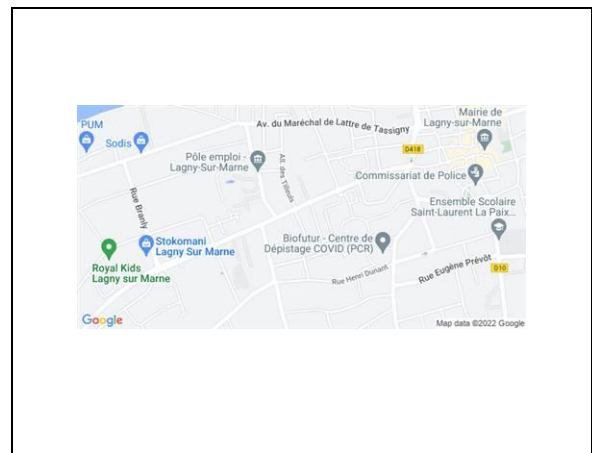 Mairie de
Lagny-sur-Marne
PUM
Av. du Maréchal de Lattre de Tassigny
Sodis
D418
Pôle emploi -
Lagny-Sur-Marne
All. des Tilleuls
Commissariat de Police
Rue Branly
Ensemble Scolaire
Saint-Laurent La Paix...
Stokomani
Lagny Sur Marne
Biofutur - Centre de
Dépistage COVID (PCR)
Royal Kids
Lagny sur Marne
Rue Henri Dunant
Rue Eugène Prévôt
D10
Google
Map data ©2022 Google